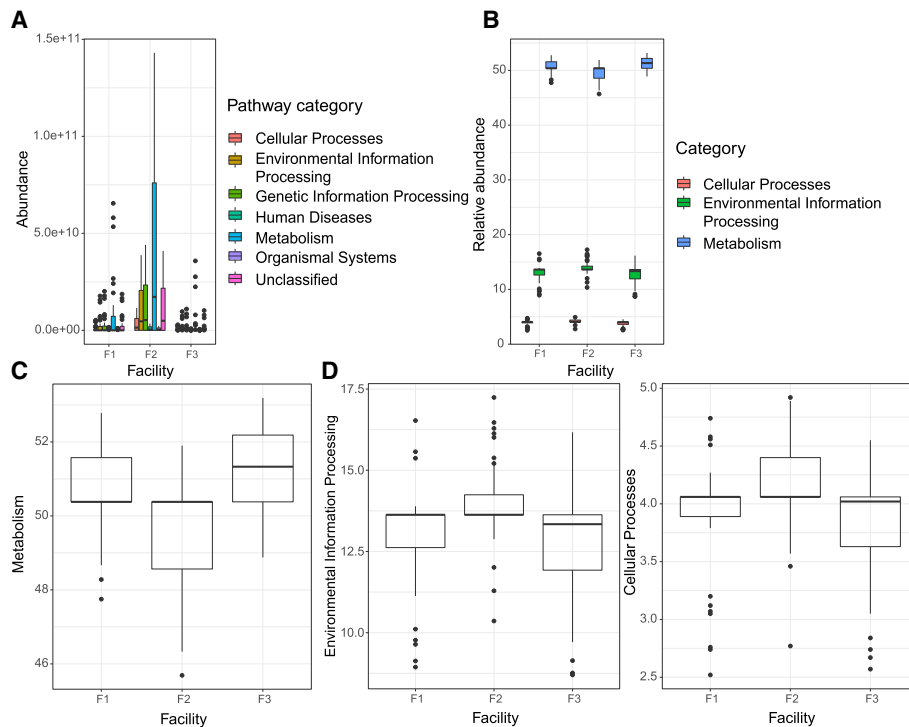 A
1.5e+11
1.0e+11
5.0e+10
0.0e+00
Abundance
F1
F2
F3
Facility
Pathway category
Cellular Processes
Environmental Information
Processing
Genetic Information Processing
Human Diseases
Metabolism
Organismal Systems
Unclassified
B
50
40
30
20
10
0
Relative abundance
F1
F2
F3
Facility
Category
Cellular Processes
Environmental Information
Processing
Metabolism
C
52
50
48
46
Metabolism
F1
F2
F3
Facility
D
17.5
15.0
12.5
10.0
Environmental Information Processing
F1
F2
F3
Facility
5.0
4.5
4.0
3.5
3.0
2.5
Cellular Processes
F1
F2
F3
Facility